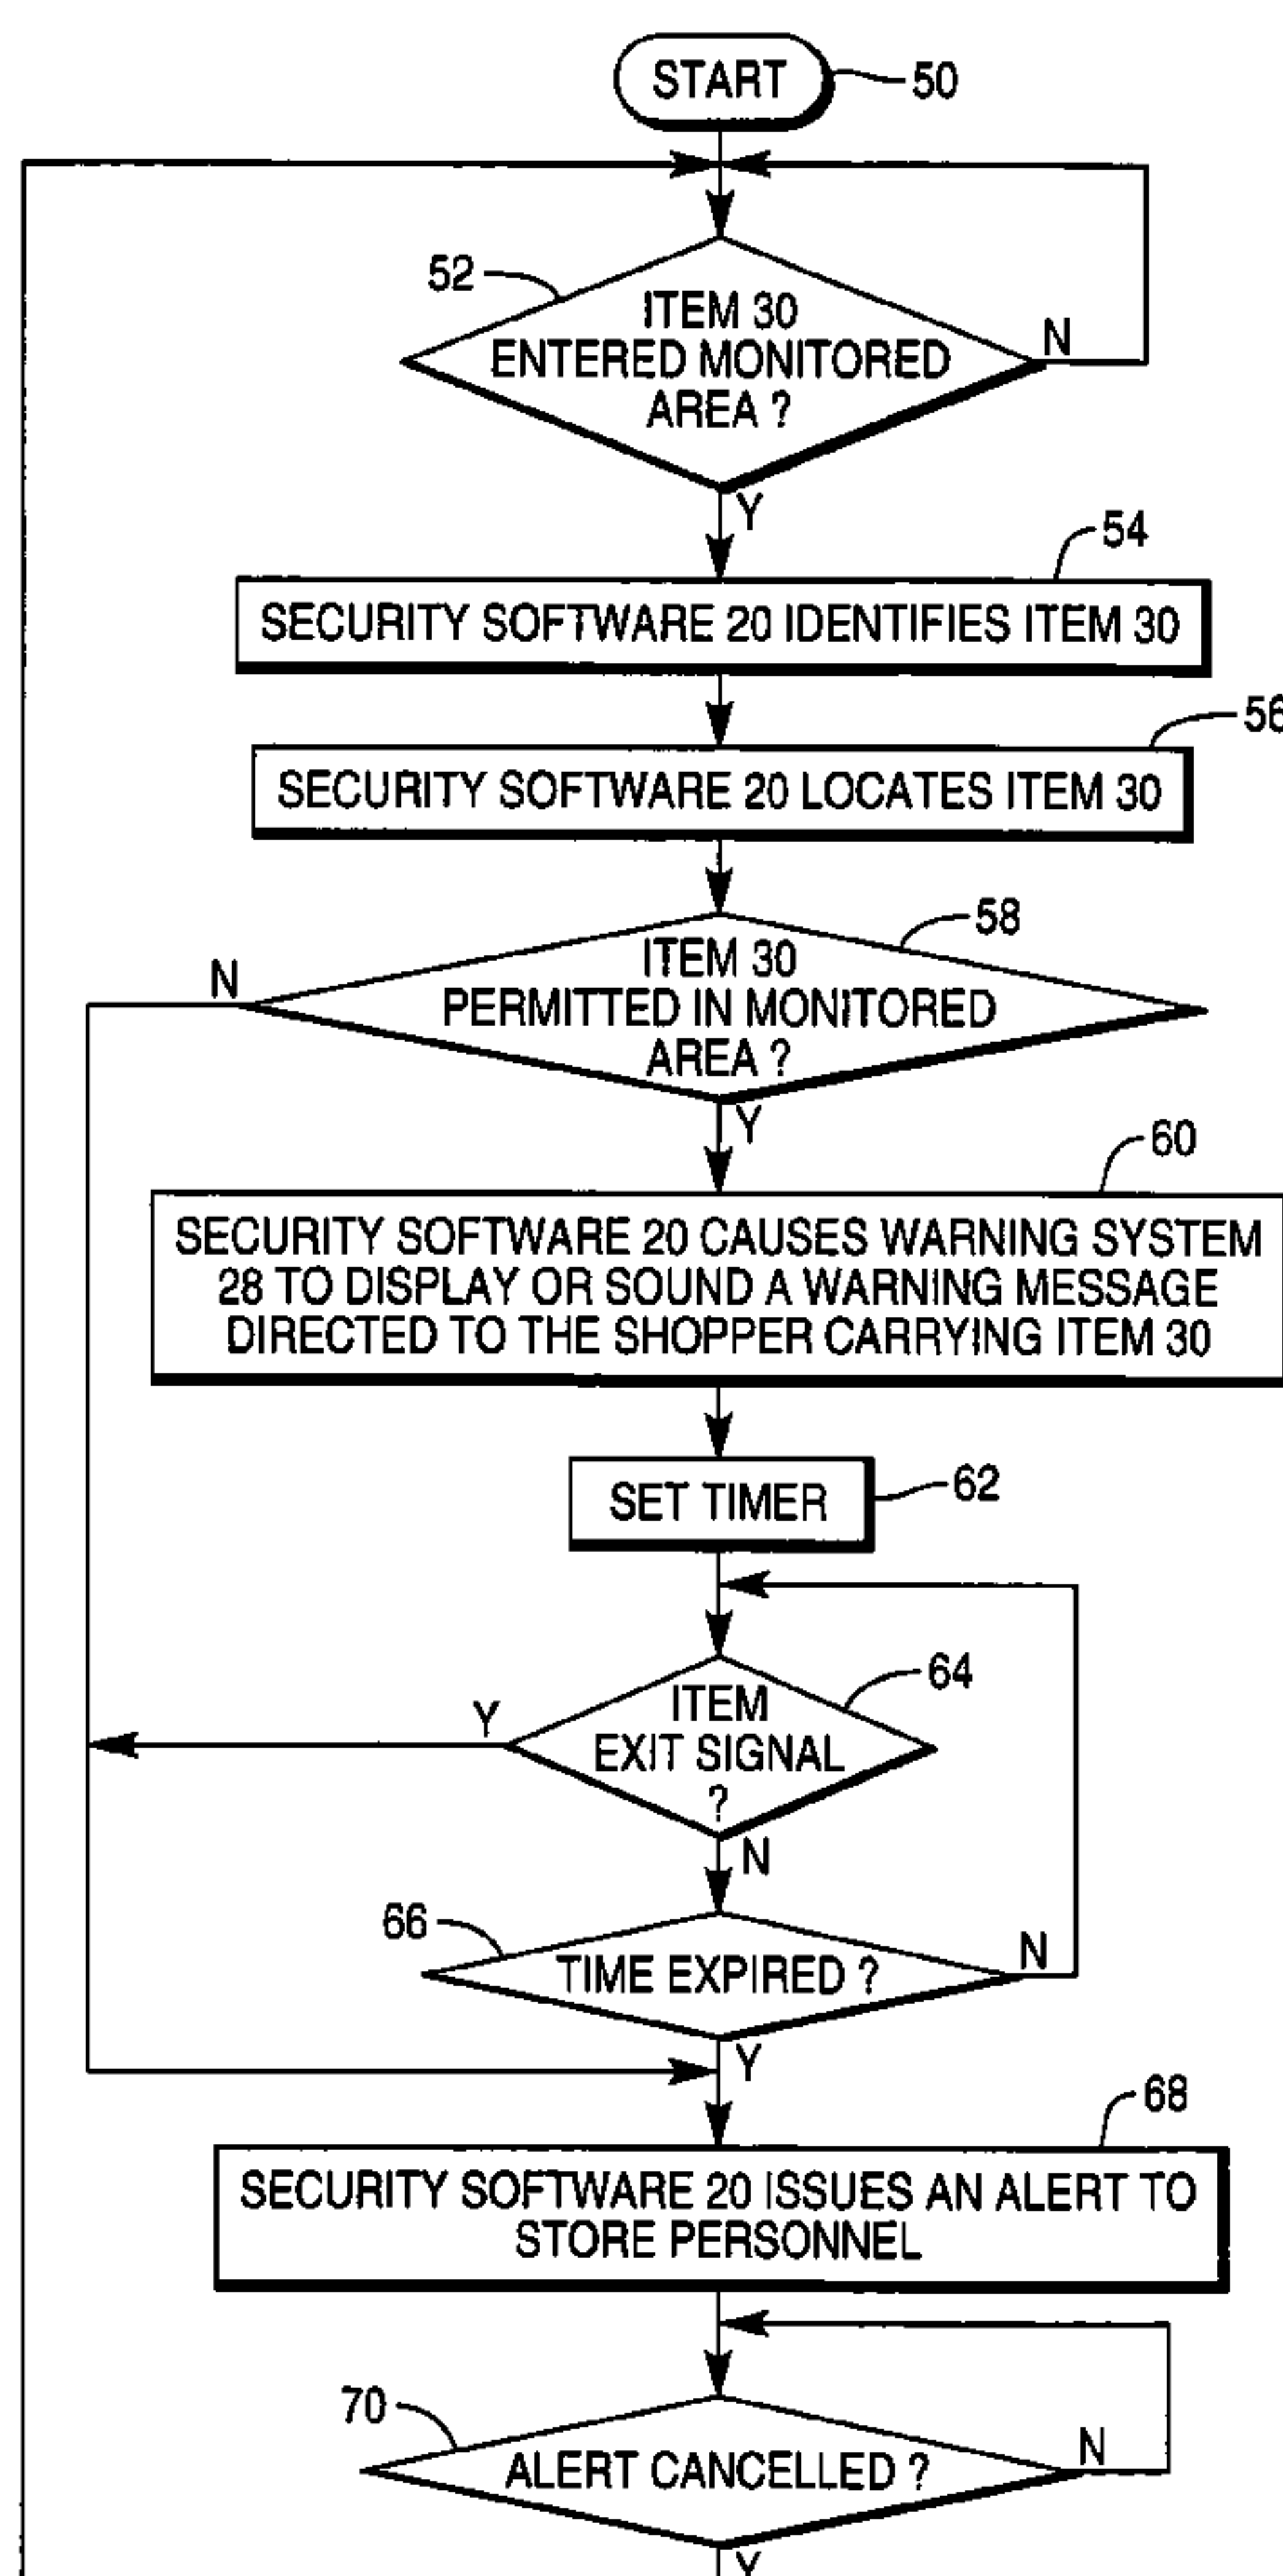 START
50
52
ITEM 30
ENTERED MONITORED
AREA ?
N
Y
54
SECURITY SOFTWARE 20 IDENTIFIES ITEM 30
56
SECURITY SOFTWARE 20 LOCATES ITEM 30
58
N
ITEM 30
PERMITTED IN MONITORED
AREA ?
Y
60
SECURITY SOFTWARE 20 CAUSES WARNING SYSTEM
28 TO DISPLAY OR SOUND A WARNING MESSAGE
DIRECTED TO THE SHOPPER CARRYING ITEM 30
SET TIMER
62
64
Y
ITEM
EXIT SIGNAL
?
N
66
TIME EXPIRED ?
N
Y
68
SECURITY SOFTWARE 20 ISSUES AN ALERT TO
STORE PERSONNEL
70
ALERT CANCELLED ?
N
Y